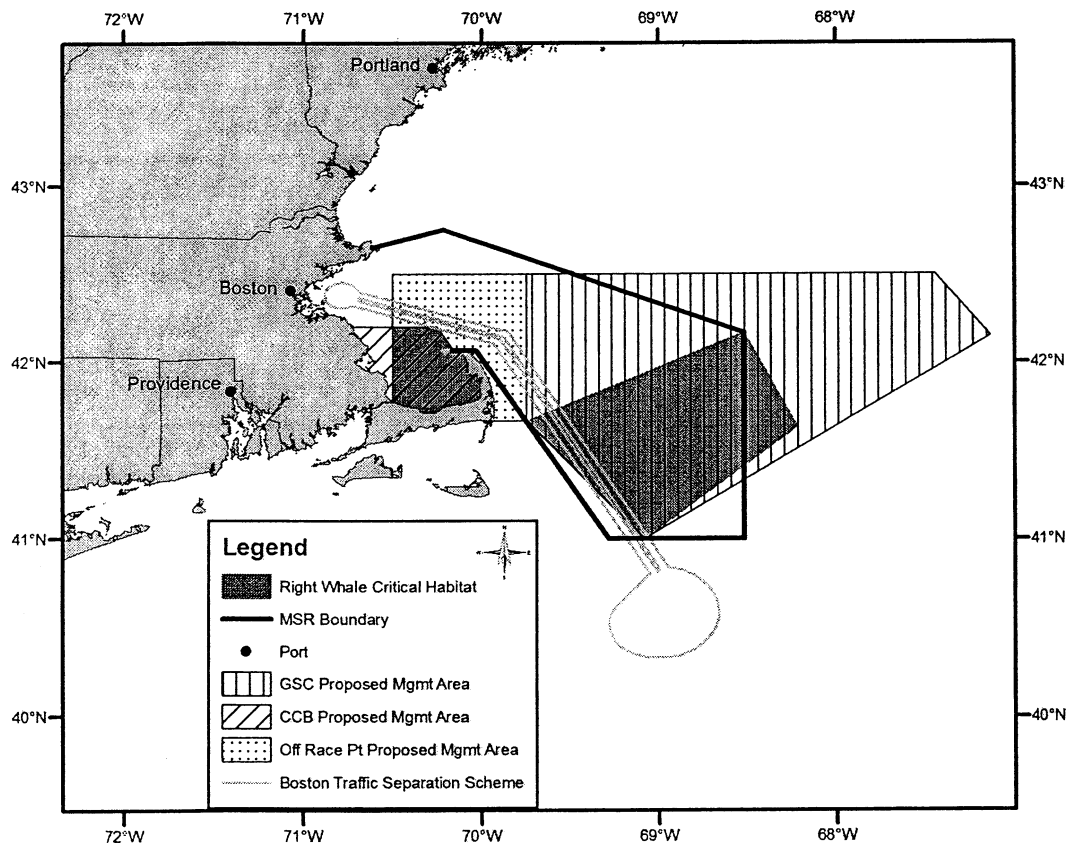 72°W 71°W 70°W 69°W 68°W
Portland
43°N 43°N
Boston
42°N 42°N
Providence
41°N 41°N
Legend
Right Whale Critical Habitat
MSR Boundary
Port
GSC Proposed Mgmt Area
40°N 40°N
CCB Proposed Mgmt Area
Off Race Pt Proposed Mgmt Area
Boston Traffic Separation Scheme
72°W 71°W 70°W 69°W 68°W